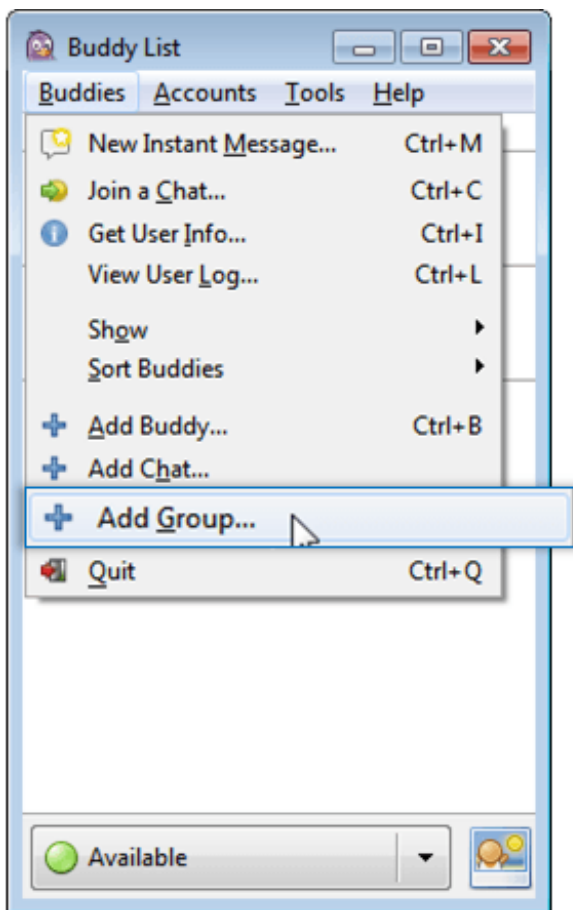 Buddy List
Buddies Accounts Tools Help
New Instant Message... Ctrl+M
Join a Chat... Ctrl+C
Get User Info... Ctrl+I
View User Log... Ctrl+L
Show
Sort Buddies
Add Buddy... Ctrl+B
Add Chat...
Add Group...
Quit Ctrl+Q
Available